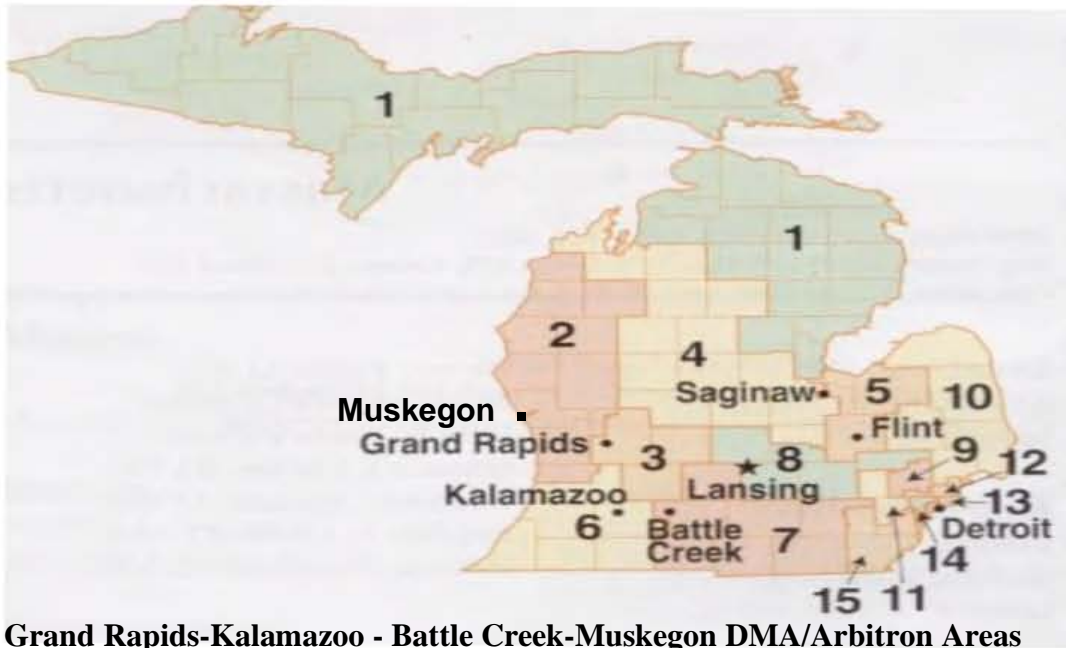 1
1
2
4
Saginaw
5
10
Muskegon
Flint
Grand Rapids
3
8
9
12
Lansing
13
Kalamazoo
Detroit
6
Battle
Creek
7
14
15
11
Grand Rapids-Kalamazoo - Battle Creek-Muskegon DMA/Arbitron Areas